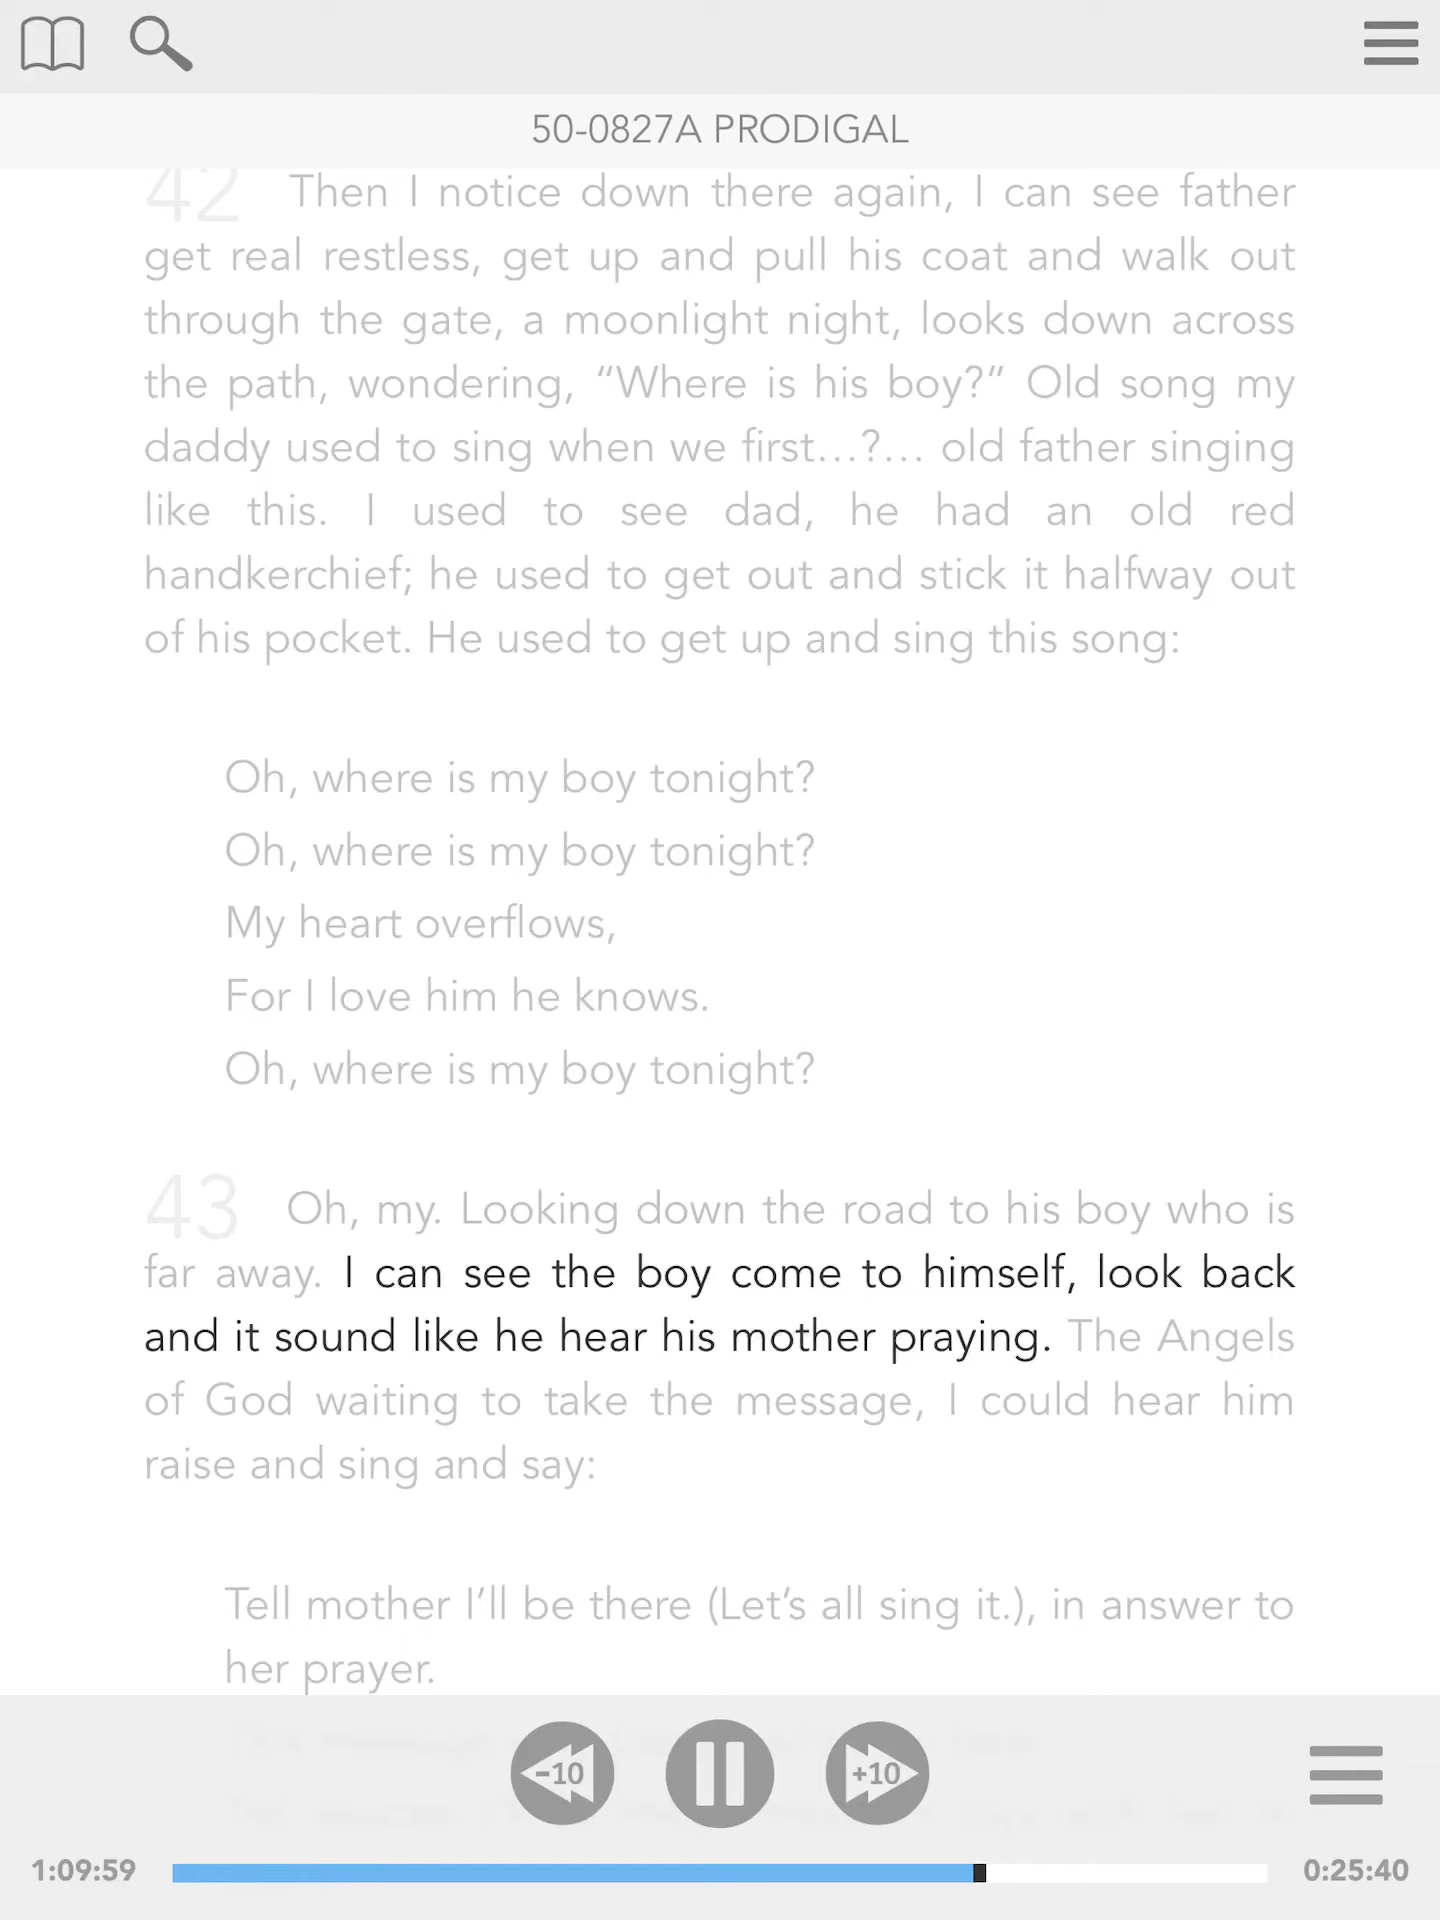 50-0827A PRODIGAL
42 Then I notice down there again, I can see father
get real restless, get up and pull his coat and walk out
through the gate, a moonlight night, looks down across
the path, wondering, “Where is his boy?” Old song my
daddy used to sing when we first...?... old father singing
like this. I used to see dad, he had an old red
handkerchief; he used to get out and stick it halfway out
of his pocket. He used to get up and sing this song:
Oh, where is my boy tonight?
Oh, where is my boy tonight?
My heart overflows,
For I love him he knows.
Oh, where is my boy tonight?
43 Oh, my. Looking down the road to his boy who is
far away. I can see the boy come to himself, look back
and it sound like he hear his mother praying. The Angels
of God waiting to take the message, I could hear him
raise and sing and say:
Tell mother I’ll be there (Let’s all sing it.), in answer to
her prayer.
-10 +10
1:09:59 0:25:40